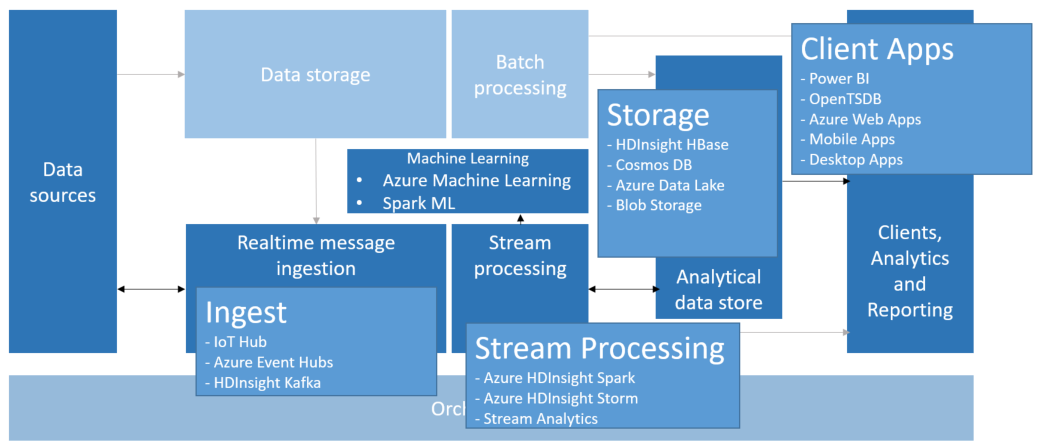 Data storage
Batch
processing
Client Apps
- Power BI
- OpenTSDB
- Azure Web Apps
- Mobile Apps
- Desktop Apps
Storage
- HDInsight HBase
- Cosmos DB
- Azure Data Lake
- Blob Storage
Data
sources
Machine Learning
• Azure Machine Learning
• Spark ML
Realtime message
ingestion
Stream
processing
Analytical
data store
Clients,
Analytics
and
Reporting
Ingest
- IoT Hub
- Azure Event Hubs
- HDInsight Kafka
Stream Processing
- Azure HDInsight Spark
- Azure HDInsight Storm
- Stream Analytics